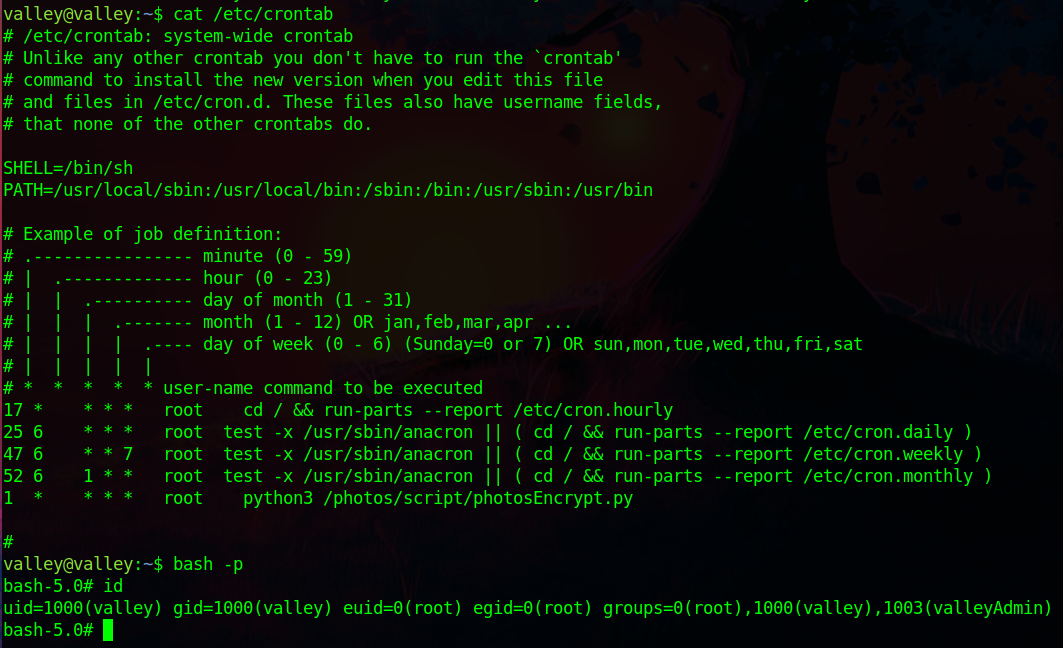 valley@valley:~$ cat /etc/crontab
# /etc/crontab: system-wide crontab
# Unlike any other crontab you don't have to run the `crontab'
# command to install the new version when you edit this file
# and files in /etc/cron.d. These files also have username fields,
# that none of the other crontabs do.

SHELL=/bin/sh
PATH=/usr/local/sbin:/usr/local/bin:/sbin:/bin:/usr/sbin:/usr/bin

# Example of job definition:
# .---------------- minute (0 - 59)
# |  .------------- hour (0 - 23)
# |  |  .---------- day of month (1 - 31)
# |  |  |  .------- month (1 - 12) OR jan,feb,mar,apr ...
# |  |  |  |  .---- day of week (0 - 6) (Sunday=0 or 7) OR sun,mon,tue,wed,thu,fri,sat
# |  |  |  |  |
# *  *  *  *  * user-name command to be executed
17 *    * * *   root    cd / && run-parts --report /etc/cron.hourly
25 6    * * *   root  test -x /usr/sbin/anacron || ( cd / && run-parts --report /etc/cron.daily )
47 6    * * 7   root  test -x /usr/sbin/anacron || ( cd / && run-parts --report /etc/cron.weekly )
52 6    1 * *   root  test -x /usr/sbin/anacron || ( cd / && run-parts --report /etc/cron.monthly )
1  *    * * *   root    python3 /photos/script/photosEncrypt.py

#
valley@valley:~$ bash -p
bash-5.0# id
uid=1000(valley) gid=1000(valley) euid=0(root) egid=0(root) groups=0(root),1000(valley),1003(valleyAdmin)
bash-5.0#